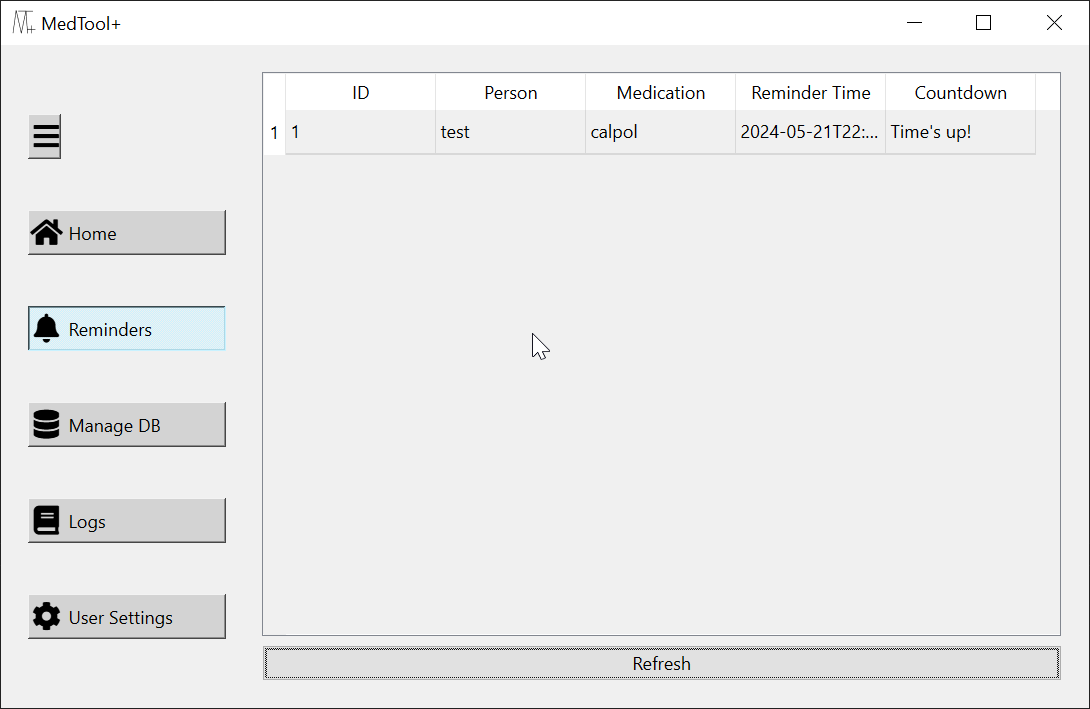 MedTool+
ID Person Medication Reminder Time Countdown
1 1 test calpol 2024-05-21T22:... Time's up!
Home
Reminders
Manage DB
Logs
User Settings
Refresh